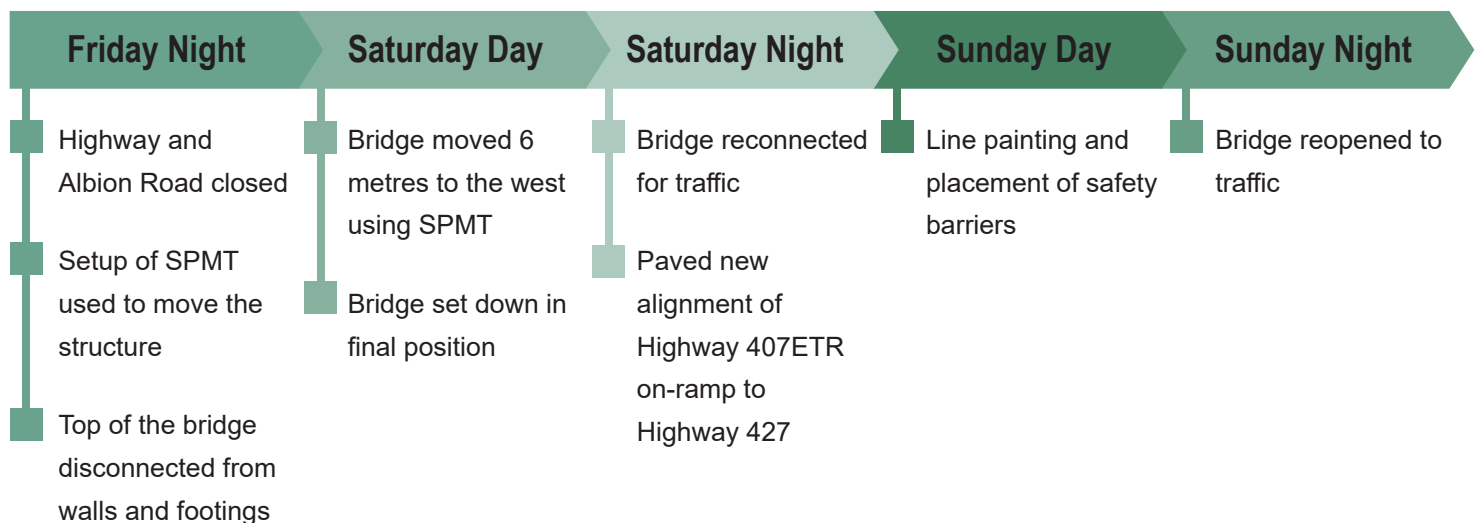 Friday Night
Highway and
Albion Road closed
Setup of SPMT
used to move the
structure
Top of the bridge
disconnected from
walls and footings
Saturday Day
Bridge moved 6
metres to the west
using SPMT
Bridge set down in
final position
Saturday Night
Bridge reconnected
for traffic
Paved new
alignment of
Highway 407ETR
on-ramp to
Highway 427
Sunday Day
Line painting and
placement of safety
barriers
Sunday Night
Bridge reopened to
traffic